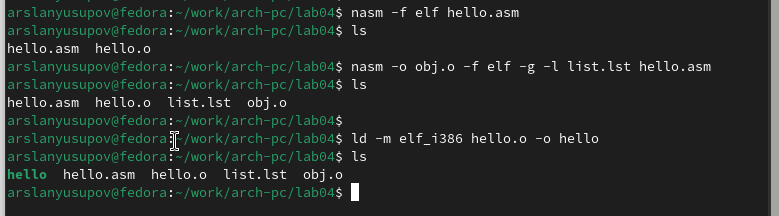 arslanyusupov@fedora:~/work/arch-pc/lab04$ nasm -f elf hello.asm
arslanyusupov@fedora:~/work/arch-pc/lab04$ ls
hello.asm  hello.o
arslanyusupov@fedora:~/work/arch-pc/lab04$ nasm -o obj.o -f elf -g -l list.lst hello.asm
arslanyusupov@fedora:~/work/arch-pc/lab04$ ls
hello.asm  hello.o  list.lst  obj.o
arslanyusupov@fedora:~/work/arch-pc/lab04$
arslanyusupov@fedora:~/work/arch-pc/lab04$ ld -m elf_i386 hello.o -o hello
arslanyusupov@fedora:~/work/arch-pc/lab04$ ls
hello  hello.asm  hello.o  list.lst  obj.o
arslanyusupov@fedora:~/work/arch-pc/lab04$